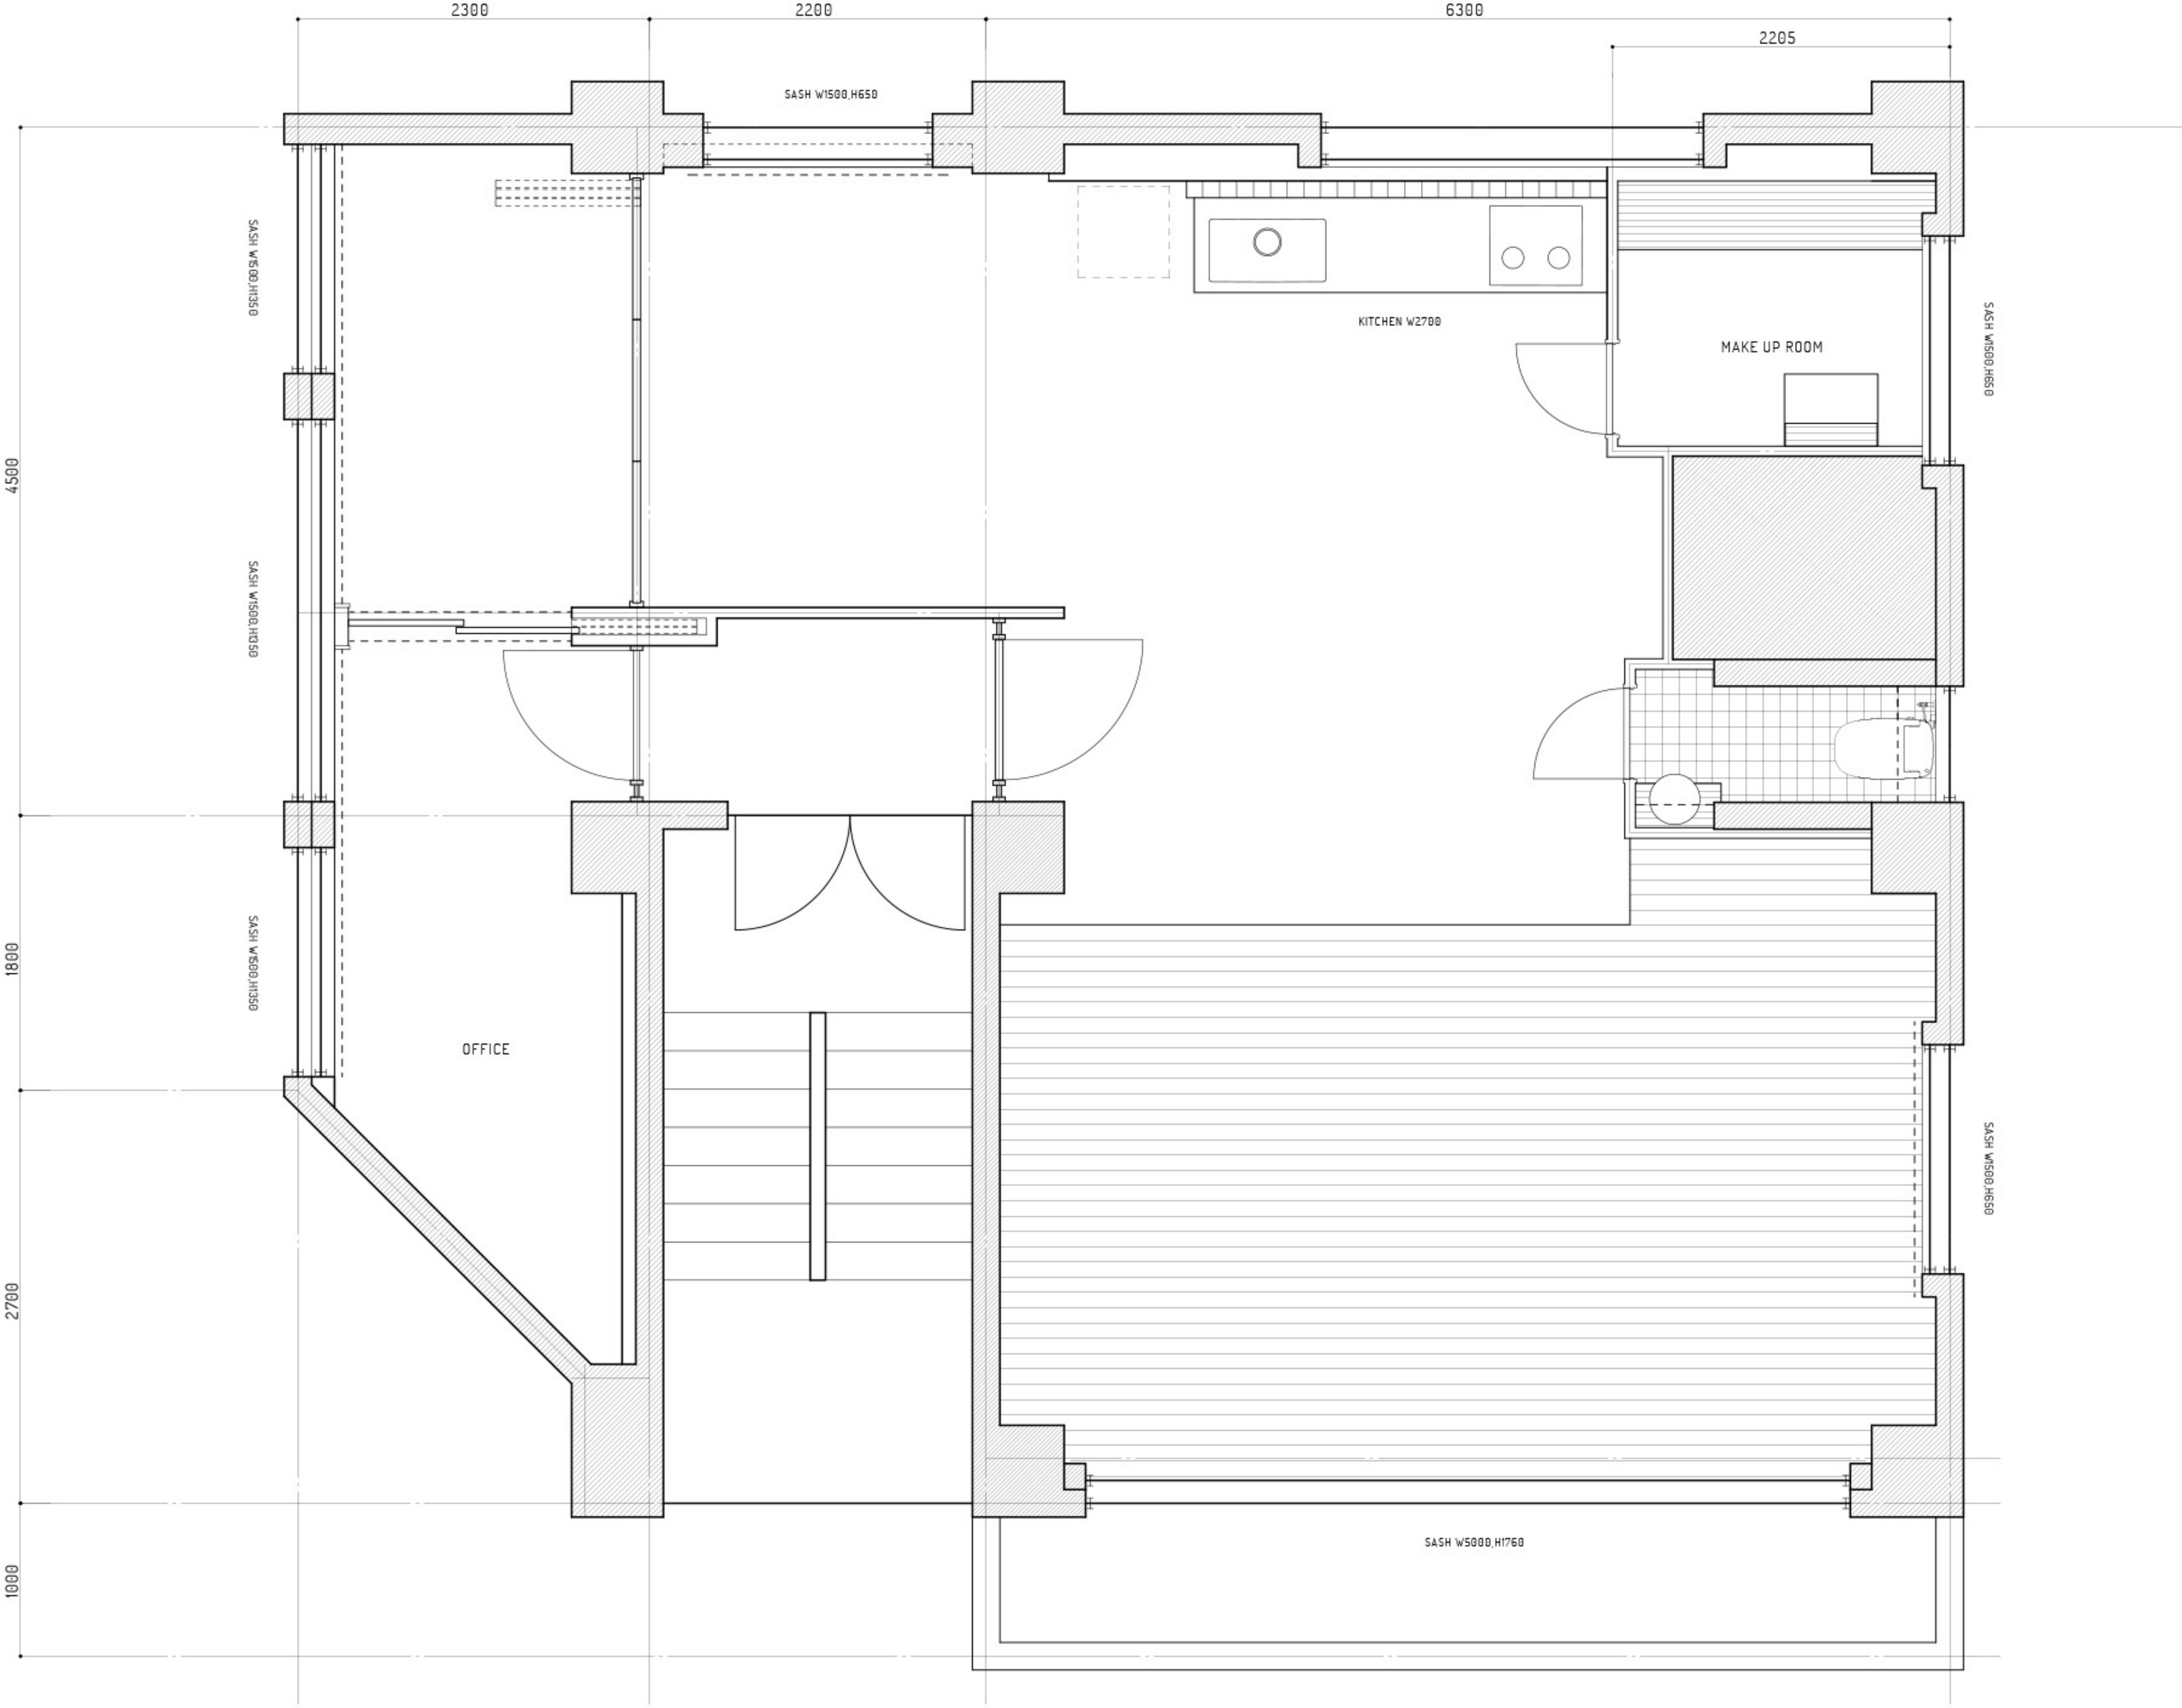 2300
2200
6300
2205
SASH W1500,H650
SASH W1500,H1350
KITCHEN W2700
MAKE UP ROOM
SASH W1500,H650
4500
SASH W1500,H1350
SASH W1500,H1350
1800
OFFICE
SASH W1500,H650
2700
SASH W5000,H1760
1000